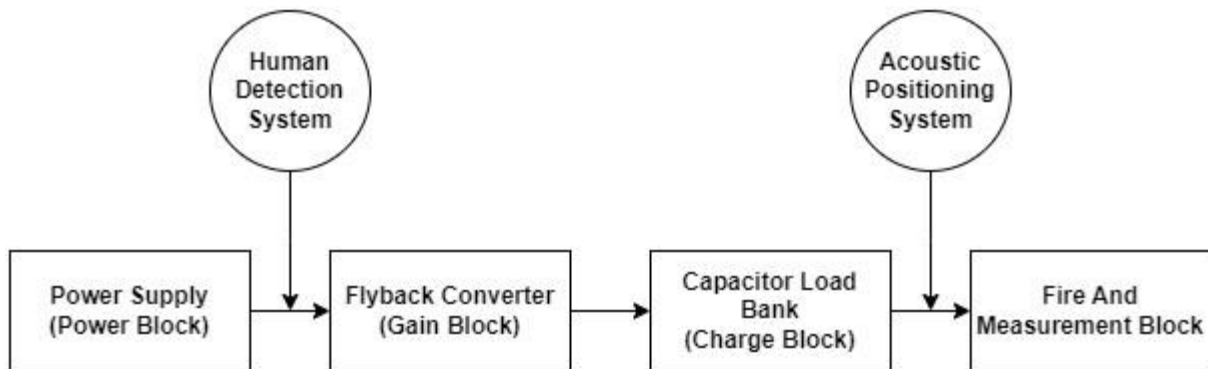 Human
Detection
System
Acoustic
Positioning
System
Power Supply
(Power Block)
Flyback Converter
(Gain Block)
Capacitor Load
Bank
(Charge Block)
Fire And
Measurement Block